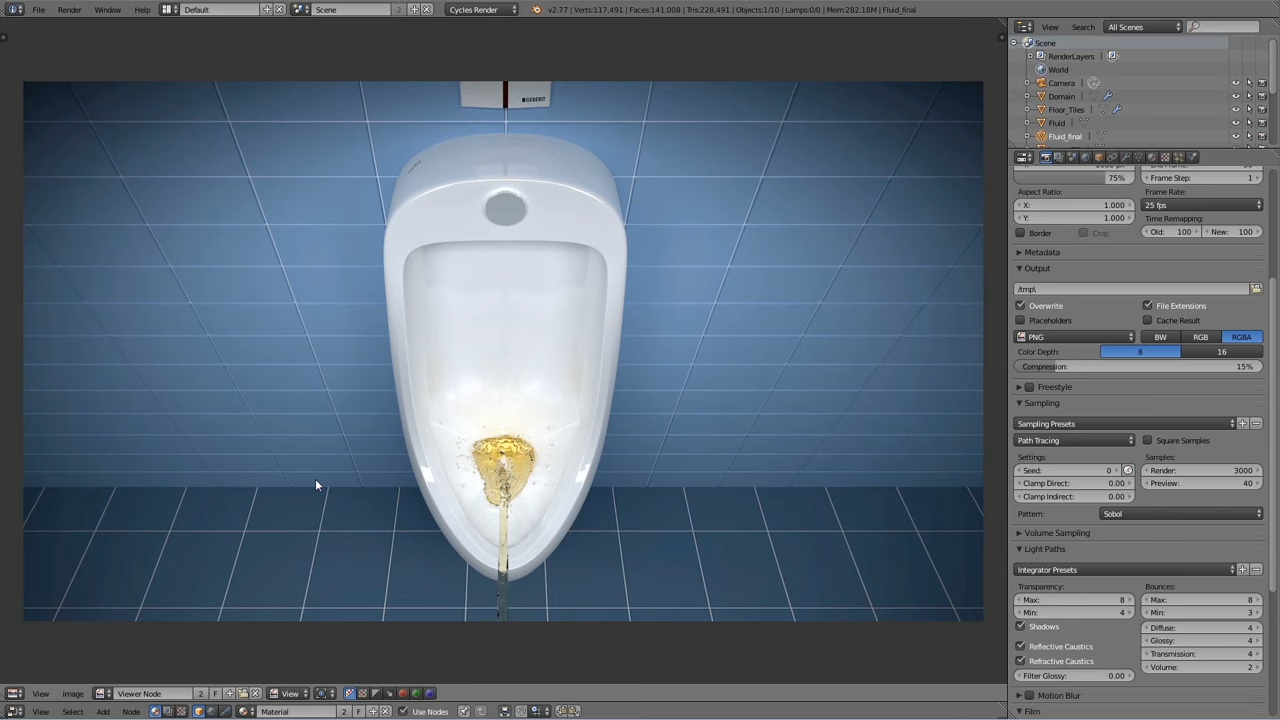 File Render Window Help Default Scene 2 Cycles Render v2.77 | Verts:117,491 | Faces:141,008 | Tris:228,491 | Objects:1/10 | Lamps:0/0 | Mem:282.18M | Fluid_final
View Search All Scenes
Scene
RenderLayers
World
Camera
Domain
Floor_Tiles
Fluid
Fluid_final
GEBERIT
75%
Frame Step: 1
Aspect Ratio:
Frame Rate:
X: 1.000
25 fps
Y: 1.000
Time Remapping:
Border
Crop
Old: 100
New: 100
Metadata
Output
/tmp\
Overwrite
File Extensions
Placeholders
Cache Result
PNG
BW RGB RGBA
Color Depth: 8 16
Compression: 15%
Freestyle
Sampling
Sampling Presets
Path Tracing
Square Samples
Settings:
Samples:
Seed: 0
Render: 3000
Clamp Direct: 0.00
Preview: 40
Clamp Indirect: 0.00
Pattern: Sobol
Volume Sampling
Light Paths
Integrator Presets
Transparency:
Bounces:
Max: 8
Max: 8
Min: 4
Min: 3
Shadows
Diffuse: 4
Glossy: 4
Reflective Caustics
Transmission: 4
Refractive Caustics
Volume: 2
Filter Glossy: 0.00
Motion Blur
Film
View Image Viewer Node 2 F View
View Select Add Node Material 2 F Use Nodes